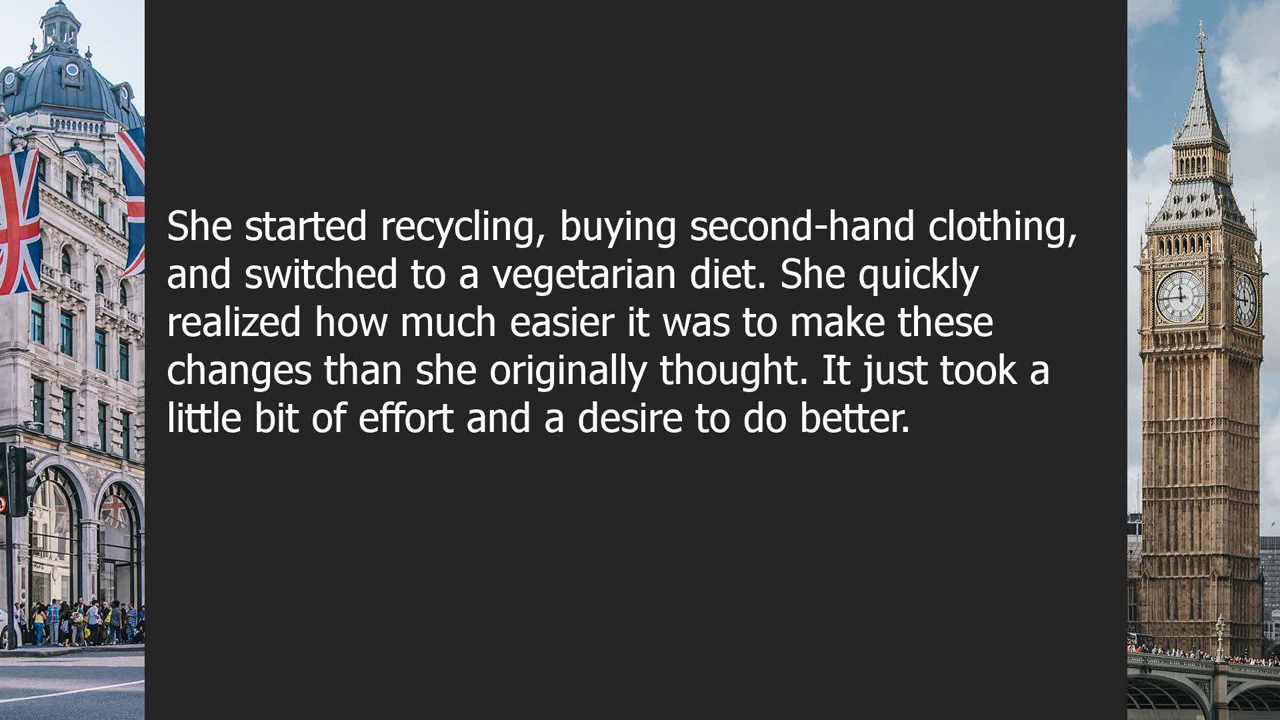 She started recycling, buying second-hand clothing,
and switched to a vegetarian diet. She quickly
realized how much easier it was to make these
changes than she originally thought. It just took a
little bit of effort and a desire to do better.